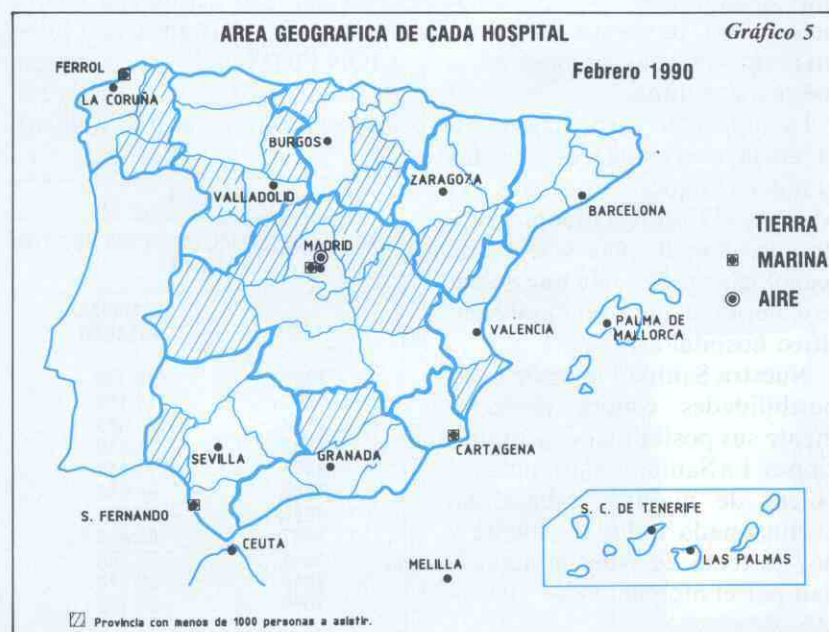 AREA GEOGRAFICA DE CADA HOSPITAL
Gráfico 5
Febrero 1990
FERROL
LA CORUÑA
BURGOS
VALLADOLID
ZARAGOZA
BARCELONA
MADRID
TIERRA
MARINA
AIRE
VALENCIA
PALMA DE
MALLORCA
SEVILLA
GRANADA
CARTAGENA
S. FERNANDO
CEUTA
MELILLA
S. C. DE TENERIFE
LAS PALMAS
Provincia con menos de 1000 personas a asistir.